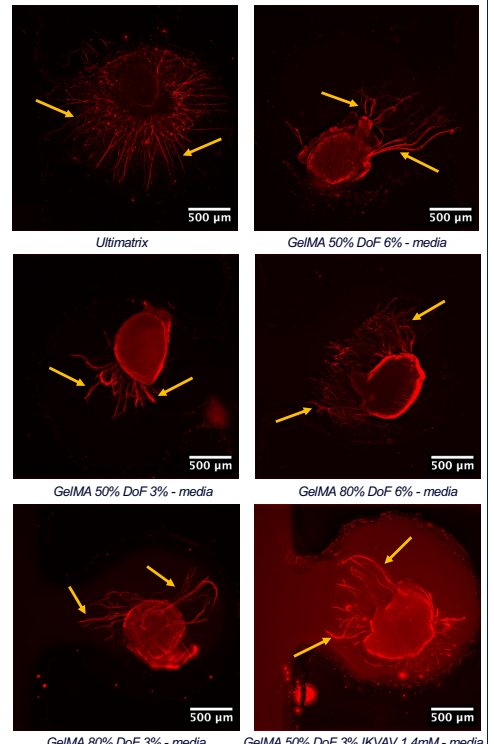 500 µm
500 µm
Ultimatrix
GelMA 50% DoF 6% - media
500 µm
500 µm
GelMA 50% DoF 3% - media
GelMA 80% DoF 6% - media
500 µm
500 µm
GelMA 80% DoF 3% - media
GelMA 50% DoF 3% IKVAV 1.4mM - media